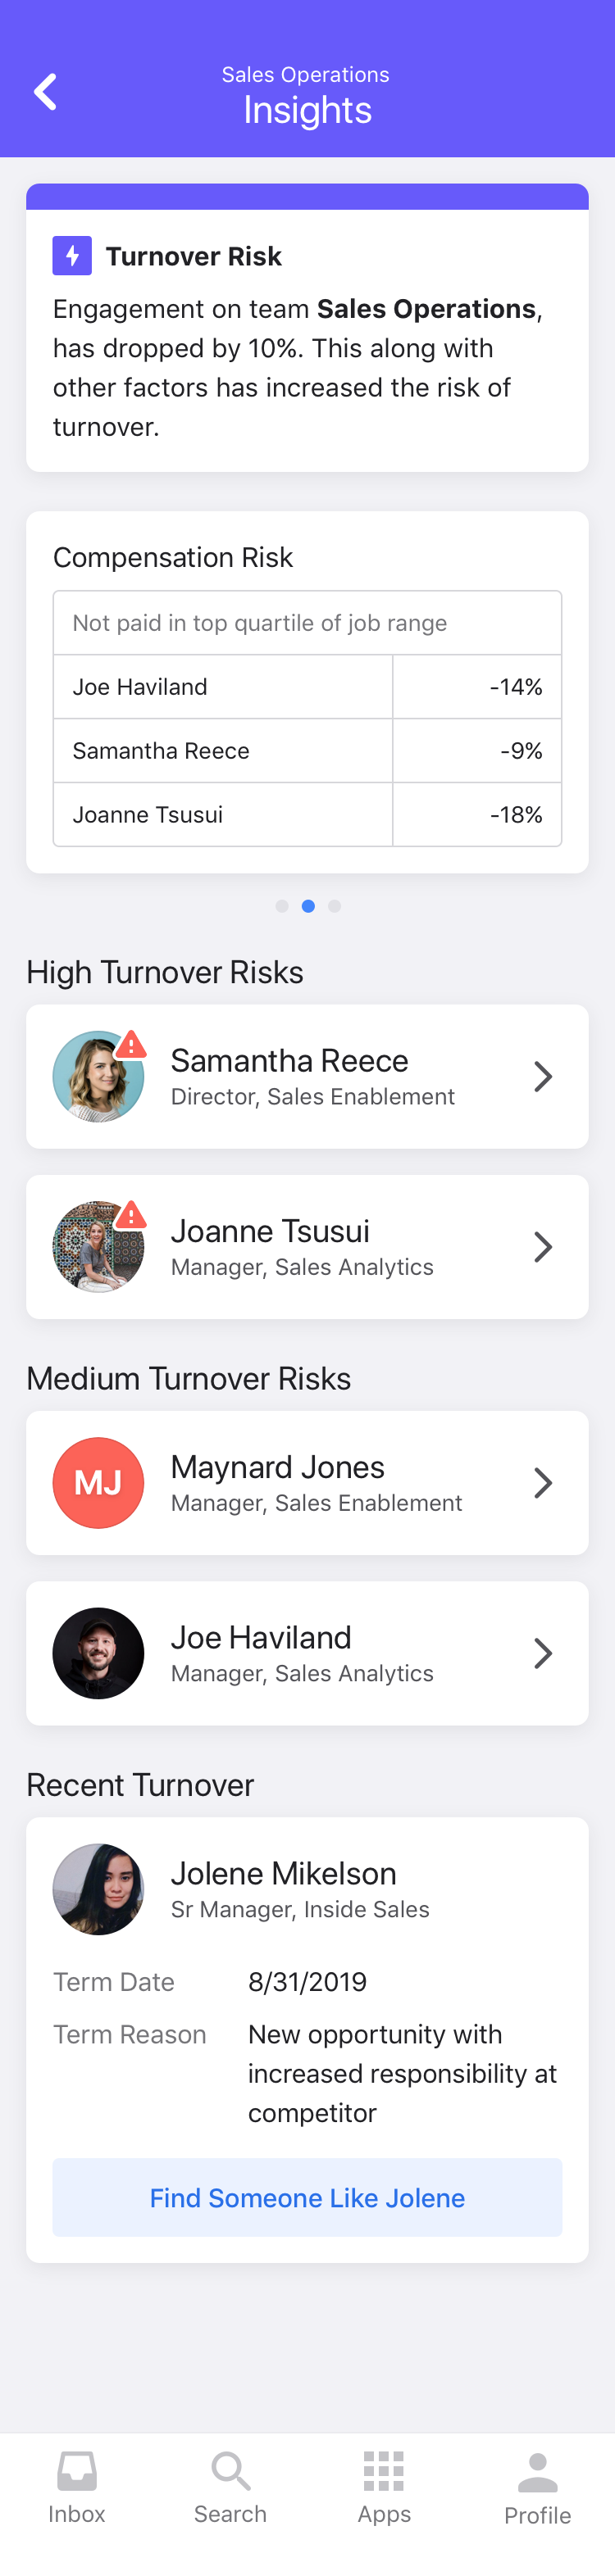 Sales Operations
Insights
Turnover Risk
Engagement on team Sales Operations,
has dropped by 10%. This along with
other factors has increased the risk of
turnover.
Compensation Risk
Not paid in top quartile of job range
Joe Haviland -14%
Samantha Reece -9%
Joanne Tsusui -18%
High Turnover Risks
Samantha Reece
Director, Sales Enablement
Joanne Tsusui
Manager, Sales Analytics
Medium Turnover Risks
MJ
Maynard Jones
Manager, Sales Enablement
Joe Haviland
Manager, Sales Analytics
Recent Turnover
Jolene Mikelson
Sr Manager, Inside Sales
Term Date 8/31/2019
Term Reason New opportunity with
increased responsibility at
competitor
Find Someone Like Jolene
Inbox Search Apps Profile